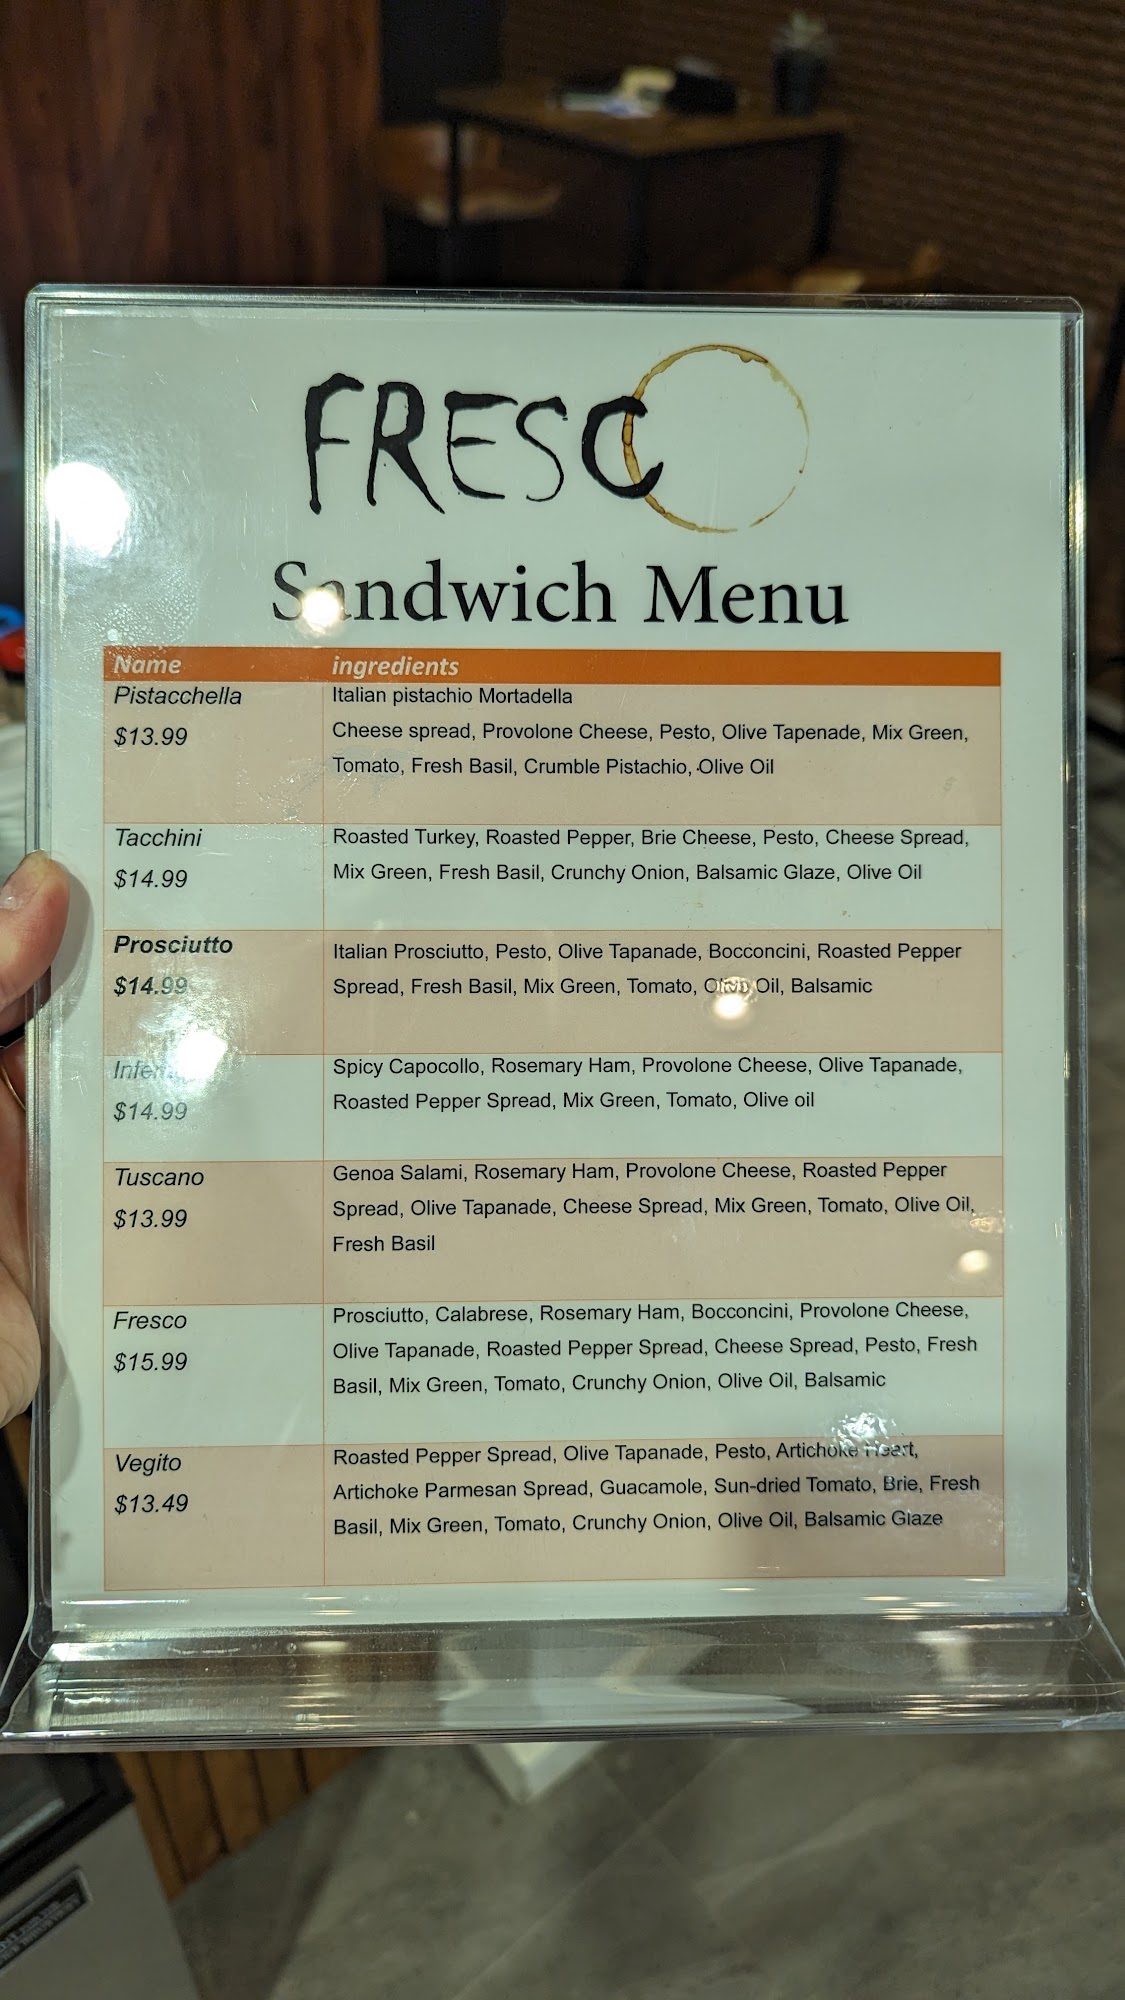 FRESCO
Sandwich Menu
Name ingredients
Pistacchella
$13.99
Italian pistachio Mortadella
Cheese spread, Provolone Cheese, Pesto, Olive Tapenade, Mix Green,
Tomato, Fresh Basil, Crumble Pistachio, Olive Oil
Tacchini
$14.99
Roasted Turkey, Roasted Pepper, Brie Cheese, Pesto, Cheese Spread,
Mix Green, Fresh Basil, Crunchy Onion, Balsamic Glaze, Olive Oil
Prosciutto
$14.99
Italian Prosciutto, Pesto, Olive Tapanade, Bocconcini, Roasted Pepper
Spread, Fresh Basil, Mix Green, Tomato, Olive Oil, Balsamic
$14.99
Spicy Capocollo, Rosemary Ham, Provolone Cheese, Olive Tapanade,
Roasted Pepper Spread, Mix Green, Tomato, Olive oil
Tuscano
$13.99
Genoa Salami, Rosemary Ham, Provolone Cheese, Roasted Pepper
Spread, Olive Tapanade, Cheese Spread, Mix Green, Tomato, Olive Oil,
Fresh Basil
Fresco
$15.99
Prosciutto, Calabrese, Rosemary Ham, Bocconcini, Provolone Cheese,
Olive Tapanade, Roasted Pepper Spread, Cheese Spread, Pesto, Fresh
Basil, Mix Green, Tomato, Crunchy Onion, Olive Oil, Balsamic
Vegito
$13.49
Roasted Pepper Spread, Olive Tapanade, Pesto, Artichoke Heart,
Artichoke Parmesan Spread, Guacamole, Sun-dried Tomato, Brie, Fresh
Basil, Mix Green, Tomato, Crunchy Onion, Olive Oil, Balsamic Glaze